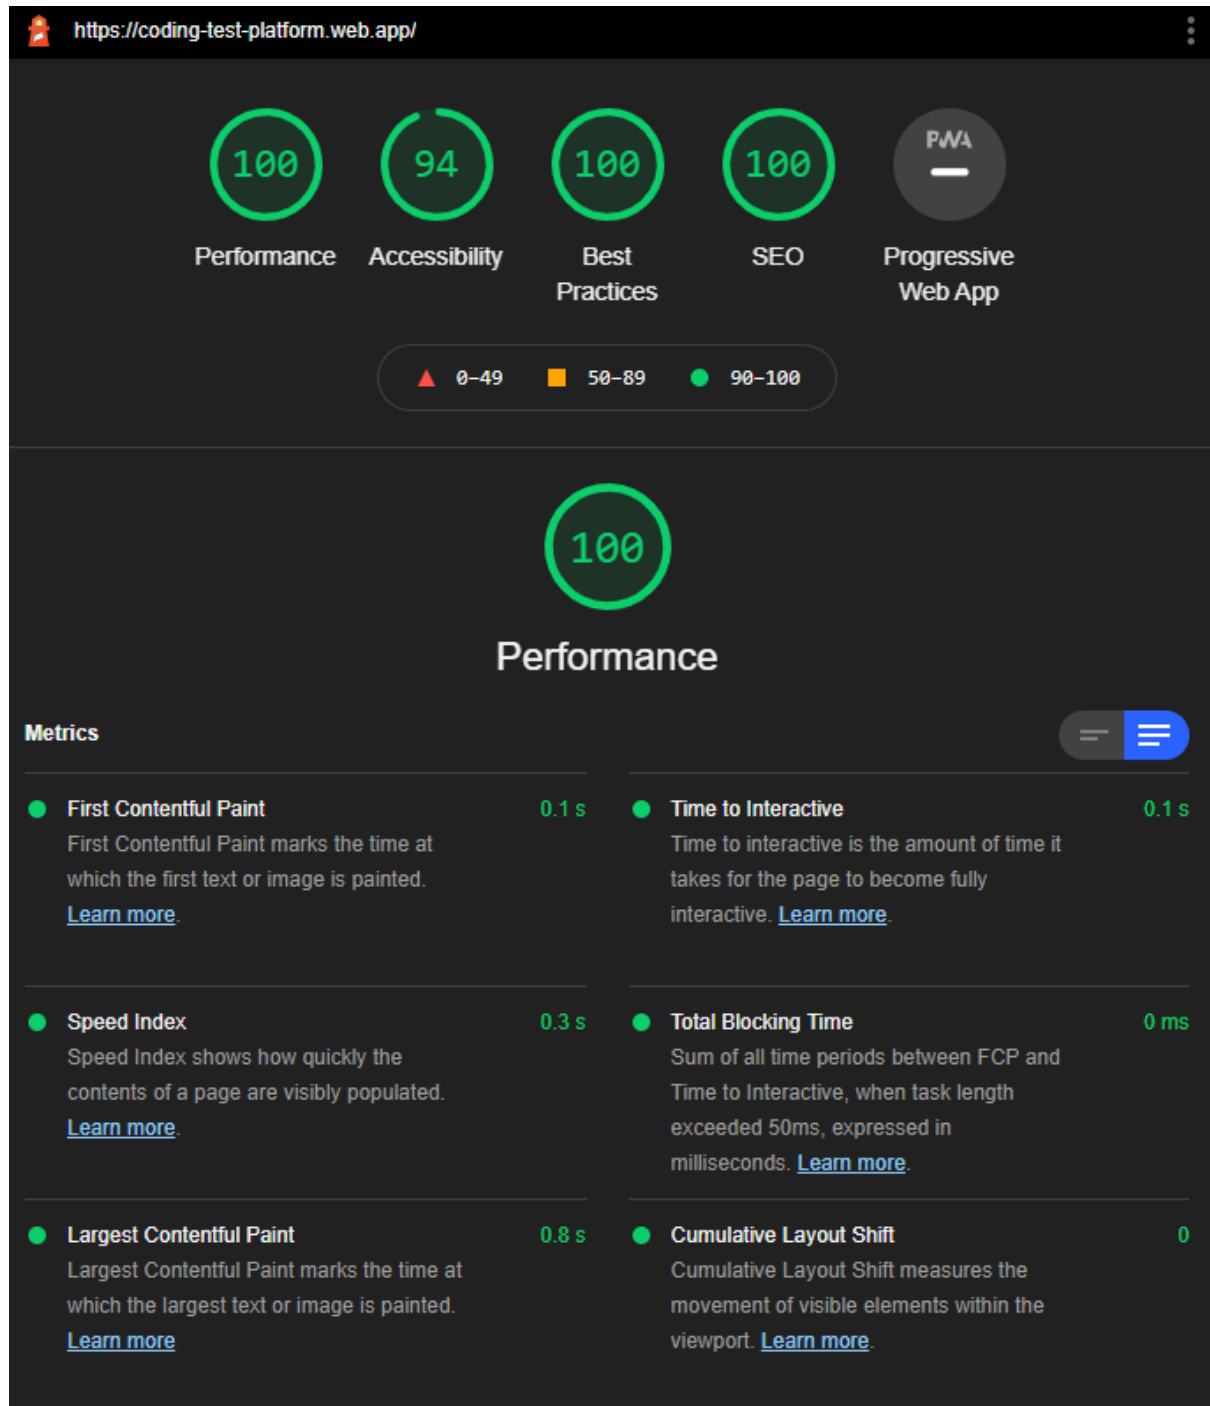 https://coding-test-platform.web.app/
100
94
100
100
PWA
Performance
Accessibility
Best
Practices
SEO
Progressive
Web App
0–49
50–89
90–100
100
Performance
Metrics
First Contentful Paint
0.1 s
First Contentful Paint marks the time at
which the first text or image is painted.
Learn more.
Time to Interactive
0.1 s
Time to interactive is the amount of time it
takes for the page to become fully
interactive. Learn more.
Speed Index
0.3 s
Speed Index shows how quickly the
contents of a page are visibly populated.
Learn more.
Total Blocking Time
0 ms
Sum of all time periods between FCP and
Time to Interactive, when task length
exceeded 50ms, expressed in
milliseconds. Learn more.
Largest Contentful Paint
0.8 s
Largest Contentful Paint marks the time at
which the largest text or image is painted.
Learn more
Cumulative Layout Shift
0
Cumulative Layout Shift measures the
movement of visible elements within the
viewport. Learn more.